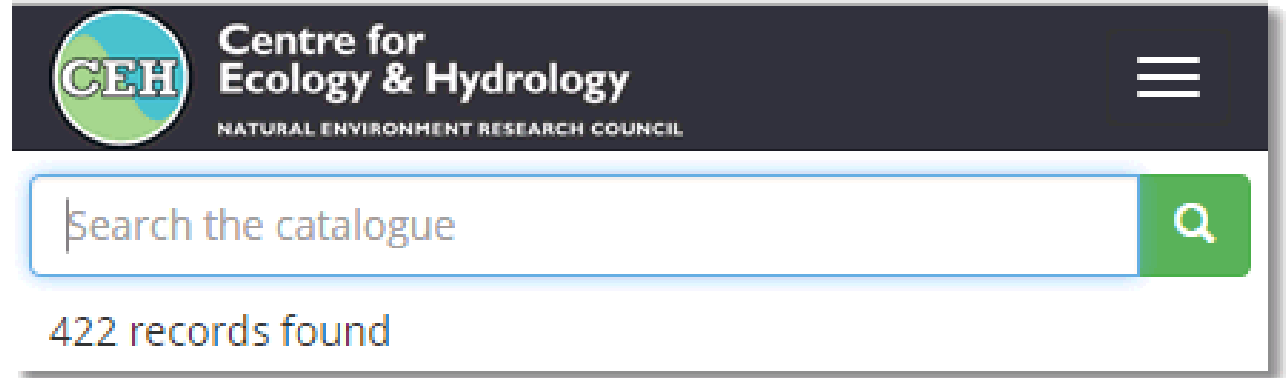 CEH
Centre for
Ecology & Hydrology
NATURAL ENVIRONMENT RESEARCH COUNCIL
Search the catalogue
422 records found